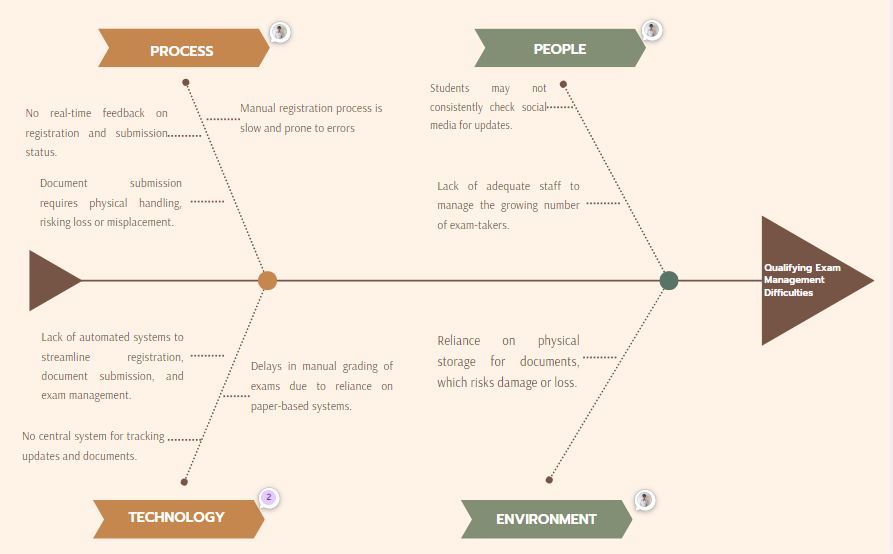 PROCESS
PEOPLE
No real-time feedback on
registration and submission
status.
Manual registration process is
slow and prone to errors
Document submission
requires physical handling,
risking loss or misplacement.
Students may not
consistently check social
media for updates.
Lack of adequate staff to
manage the growing number
of exam-takers.
Qualifying Exam
Management
Difficulties
Lack of automated systems to
streamline registration,
document submission, and
exam management.
Delays in manual grading of
exams due to reliance on
paper-based systems.
No central system for tracking
updates and documents.
Reliance on physical
storage for documents,
which risks damage or loss.
TECHNOLOGY
2
ENVIRONMENT